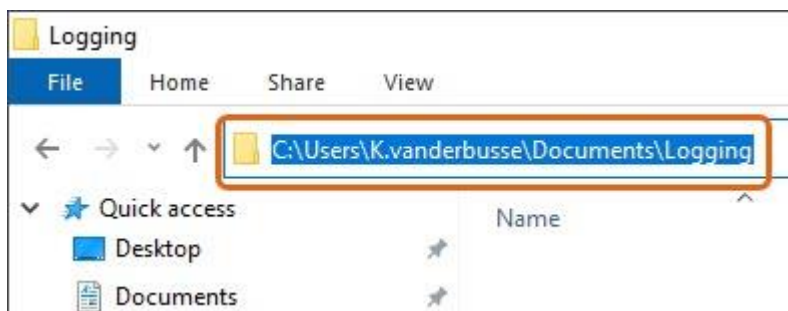 Logging
File Home Share View
C:\Users\K.vanderbusse\Documents\Logging
Quick access
Name
Desktop
Documents